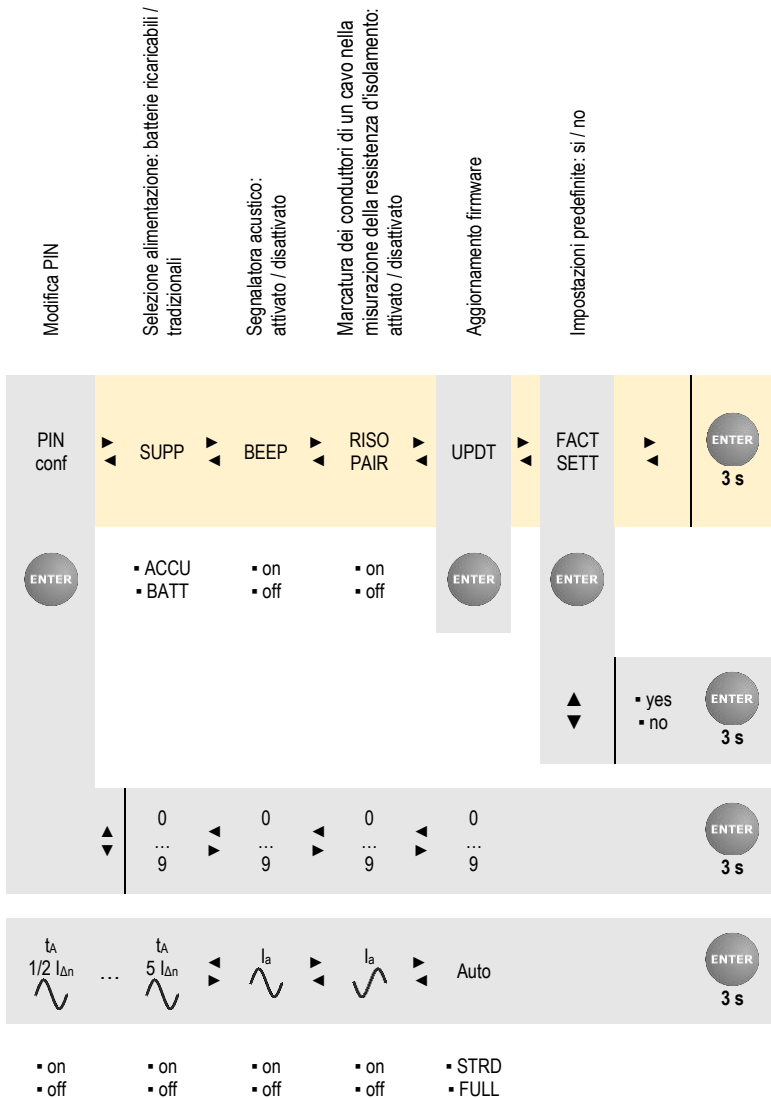 Modifica PIN
Selezione alimentazione: batterie ricaricabili /
tradizionali
Segnalatora acustico:
attivato / disattivato
Marcatura dei conduttori di un cavo nella
misurazione della resistenza d'isolamento:
attivato / disattivato
Aggiornamento firmware
Impostazioni predefinite: si / no
PIN
conf
► ◄
SUPP
► ◄
BEEP
► ◄
RISO
PAIR
► ◄
UPDT
► ◄
FACT
SETT
► ◄
ENTER
3 s
ENTER
▪ ACCU
▪ BATT
▪ on
▪ off
▪ on
▪ off
ENTER
ENTER
▲
▼
▪ yes
▪ no
ENTER
3 s
▲
▼
0
…
9
◄ ►
0
…
9
◄ ►
0
…
9
◄ ►
0
…
9
ENTER
3 s
tA
1/2 IΔn
…
tA
5 IΔn
◄ ►
Ia
► ◄
Ia
► ◄
Auto
ENTER
3 s
▪ on
▪ off
▪ on
▪ off
▪ on
▪ off
▪ on
▪ off
▪ STRD
▪ FULL